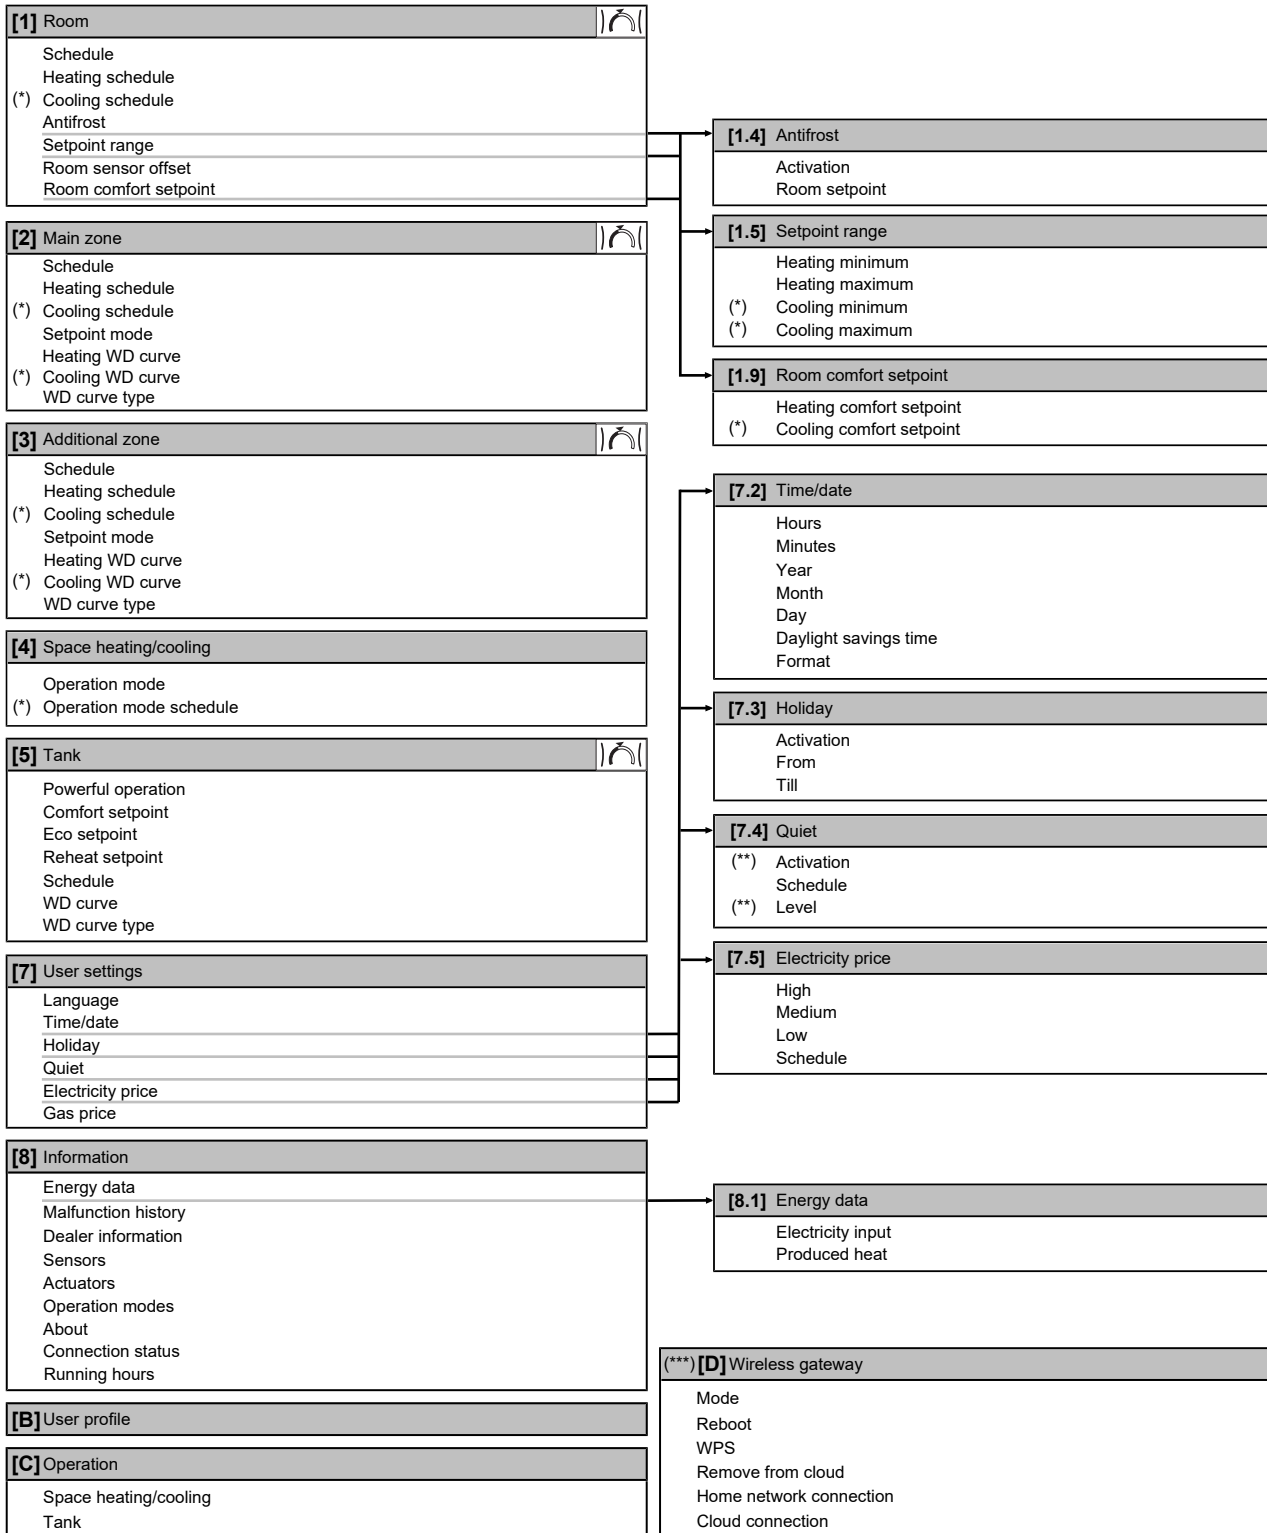 [1] Room
Schedule
Heating schedule
(*) Cooling schedule
Antifrost
Setpoint range
Room sensor offset
Room comfort setpoint
[2] Main zone
Schedule
Heating schedule
(*) Cooling schedule
Setpoint mode
Heating WD curve
(*) Cooling WD curve
WD curve type
[3] Additional zone
Schedule
Heating schedule
(*) Cooling schedule
Setpoint mode
Heating WD curve
(*) Cooling WD curve
WD curve type
[4] Space heating/cooling
Operation mode
(*) Operation mode schedule
[5] Tank
Powerful operation
Comfort setpoint
Eco setpoint
Reheat setpoint
Schedule
WD curve
WD curve type
[7] User settings
Language
Time/date
Holiday
Quiet
Electricity price
Gas price
[8] Information
Energy data
Malfunction history
Dealer information
Sensors
Actuators
Operation modes
About
Connection status
Running hours
[B] User profile
[C] Operation
Space heating/cooling
Tank
[1.4] Antifrost
Activation
Room setpoint
[1.5] Setpoint range
Heating minimum
Heating maximum
(*) Cooling minimum
(*) Cooling maximum
[1.9] Room comfort setpoint
Heating comfort setpoint
(*) Cooling comfort setpoint
[7.2] Time/date
Hours
Minutes
Year
Month
Day
Daylight savings time
Format
[7.3] Holiday
Activation
From
Till
[7.4] Quiet
(**) Activation
Schedule
(**) Level
[7.5] Electricity price
High
Medium
Low
Schedule
[8.1] Energy data
Electricity input
Produced heat
(***) [D] Wireless gateway
Mode
Reboot
WPS
Remove from cloud
Home network connection
Cloud connection